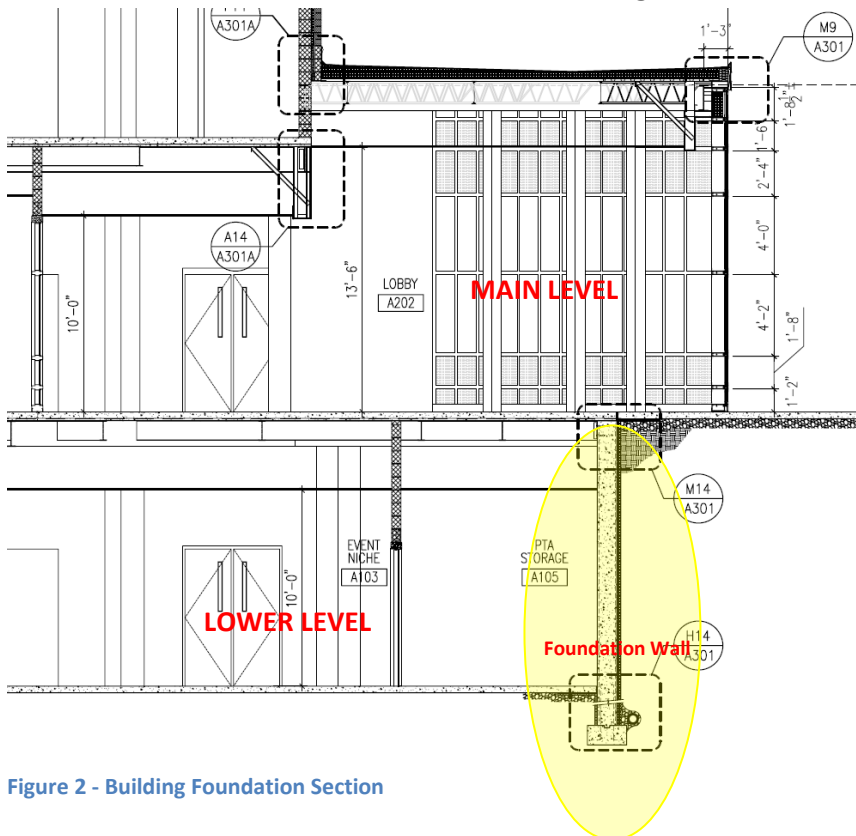 A301A
1'-3"
M9
A301
1'-8 1/2"
1'-6"
2'-4"
A14
A301A
4'-0"
13'-6"
LOBBY
A202
MAIN LEVEL
10'-0"
4'-2"
1'-8"
1'-2"
M14
A301
EVENT
NICHE
A103
PTA
STORAGE
A105
10'-0"
LOWER LEVEL
Foundation Wall
H14
A301
Figure 2 - Building Foundation Section